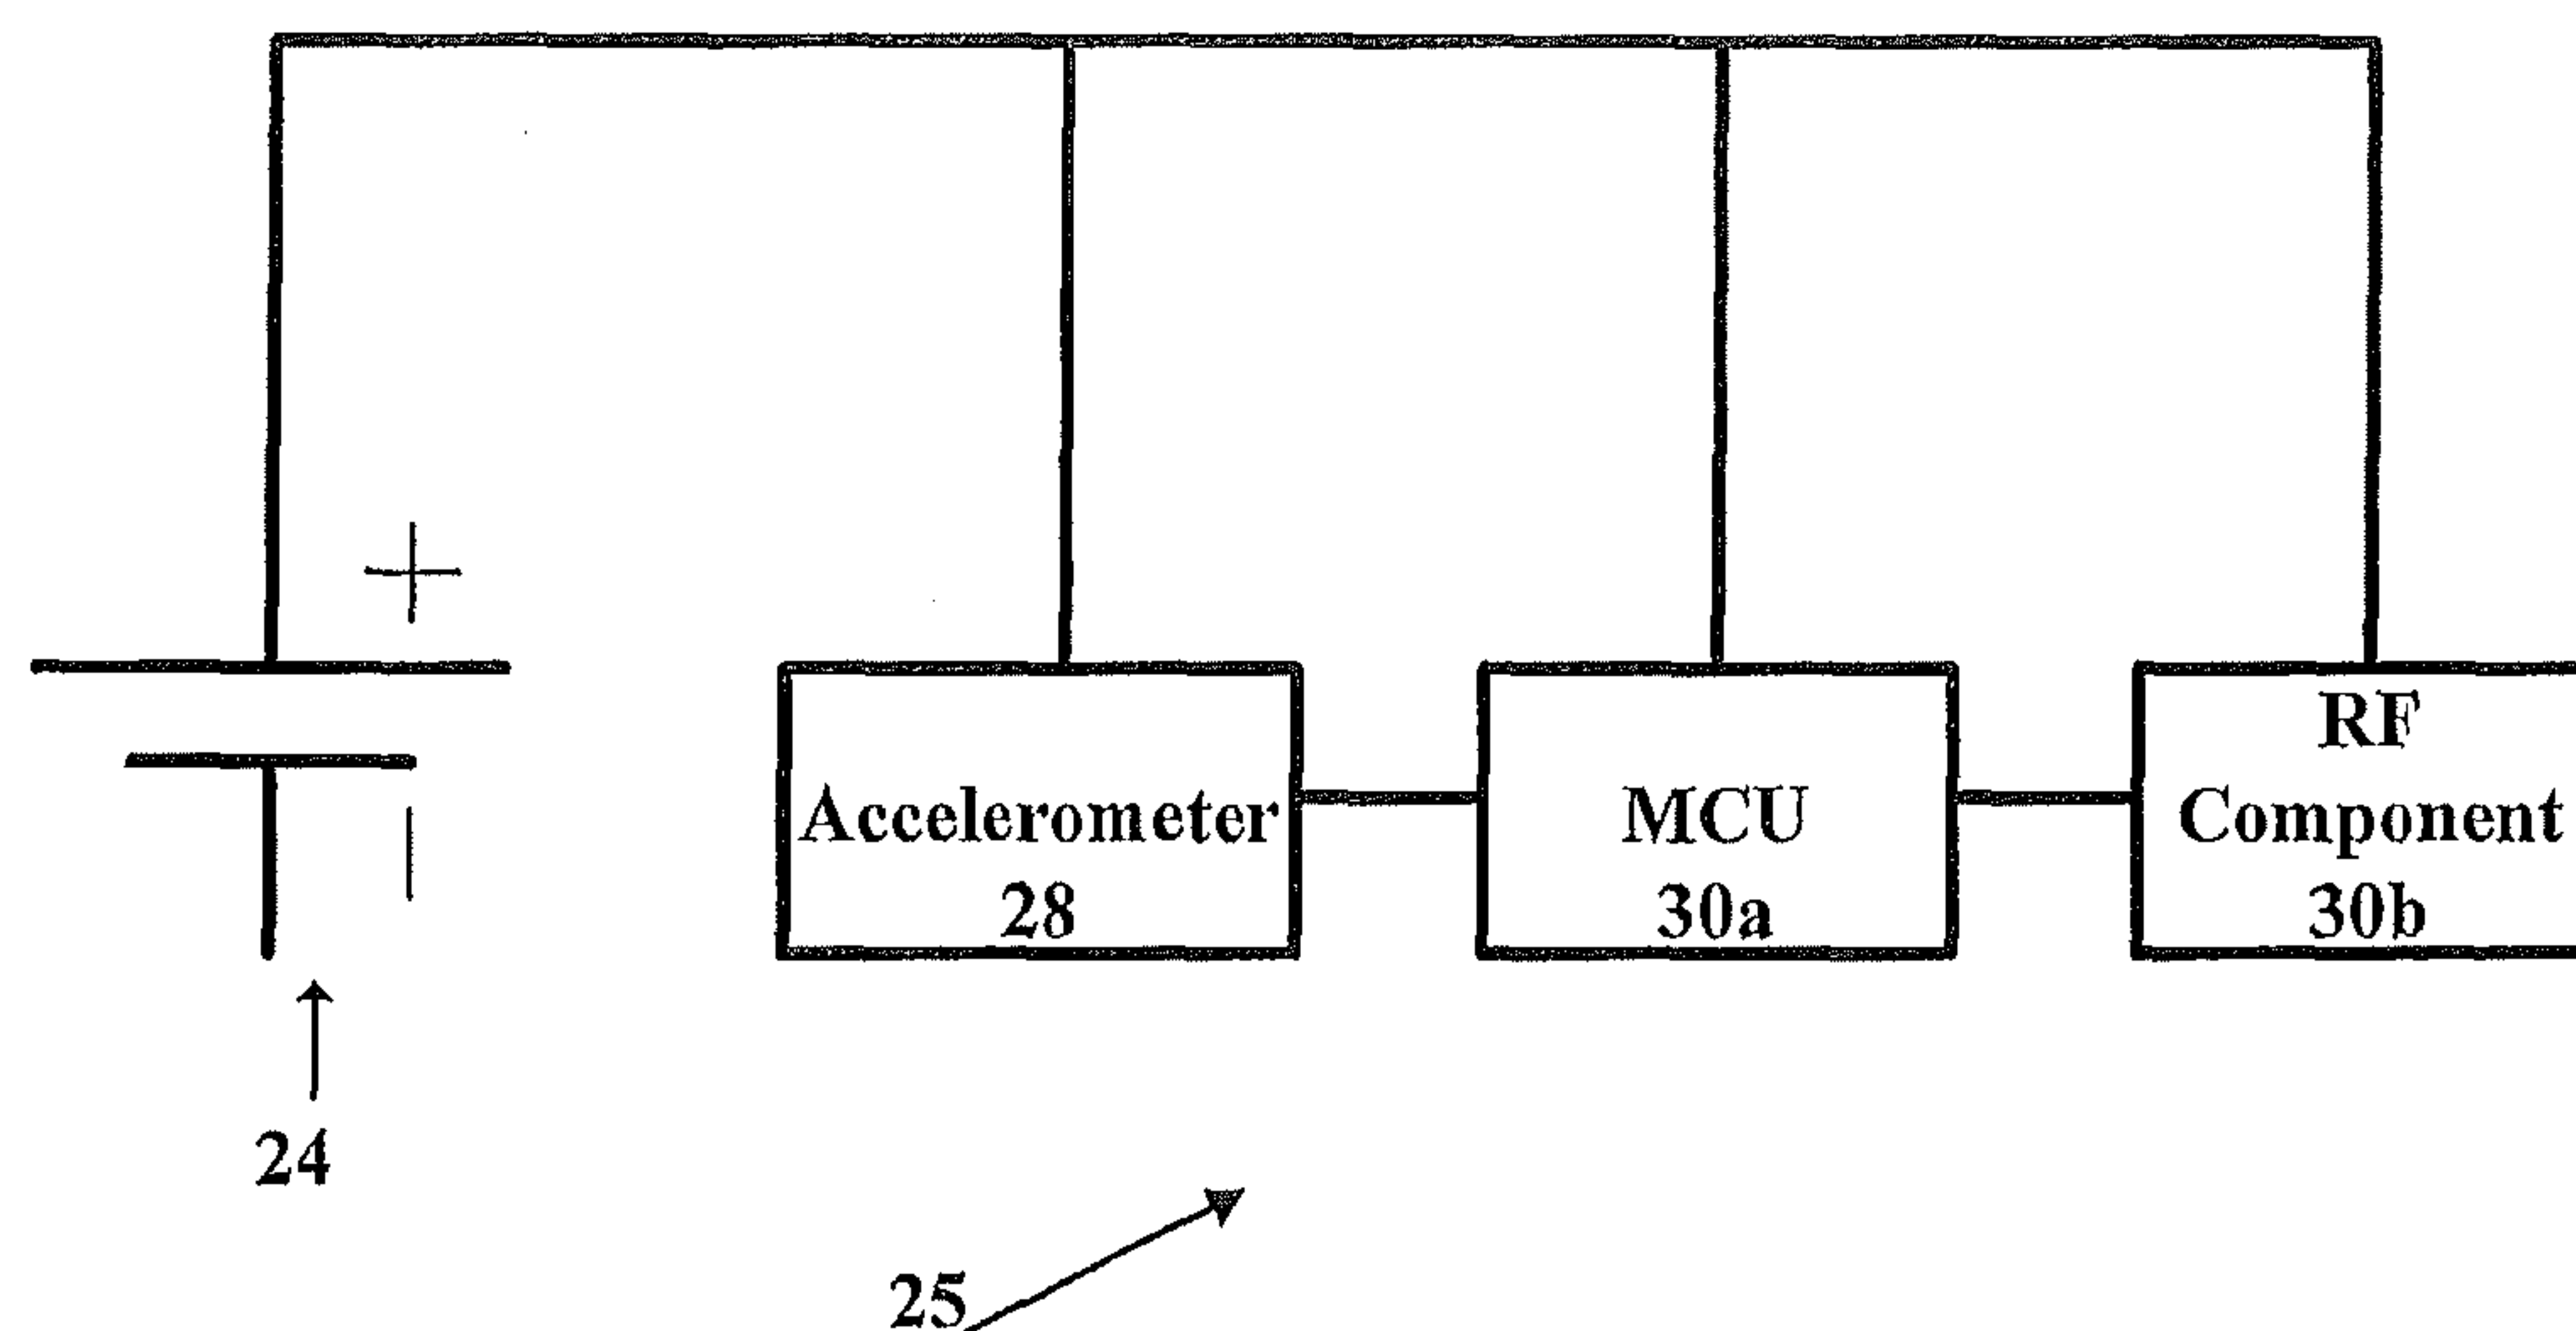 +
−
Accelerometer
28
MCU
30a
RF
Component
30b
24
25